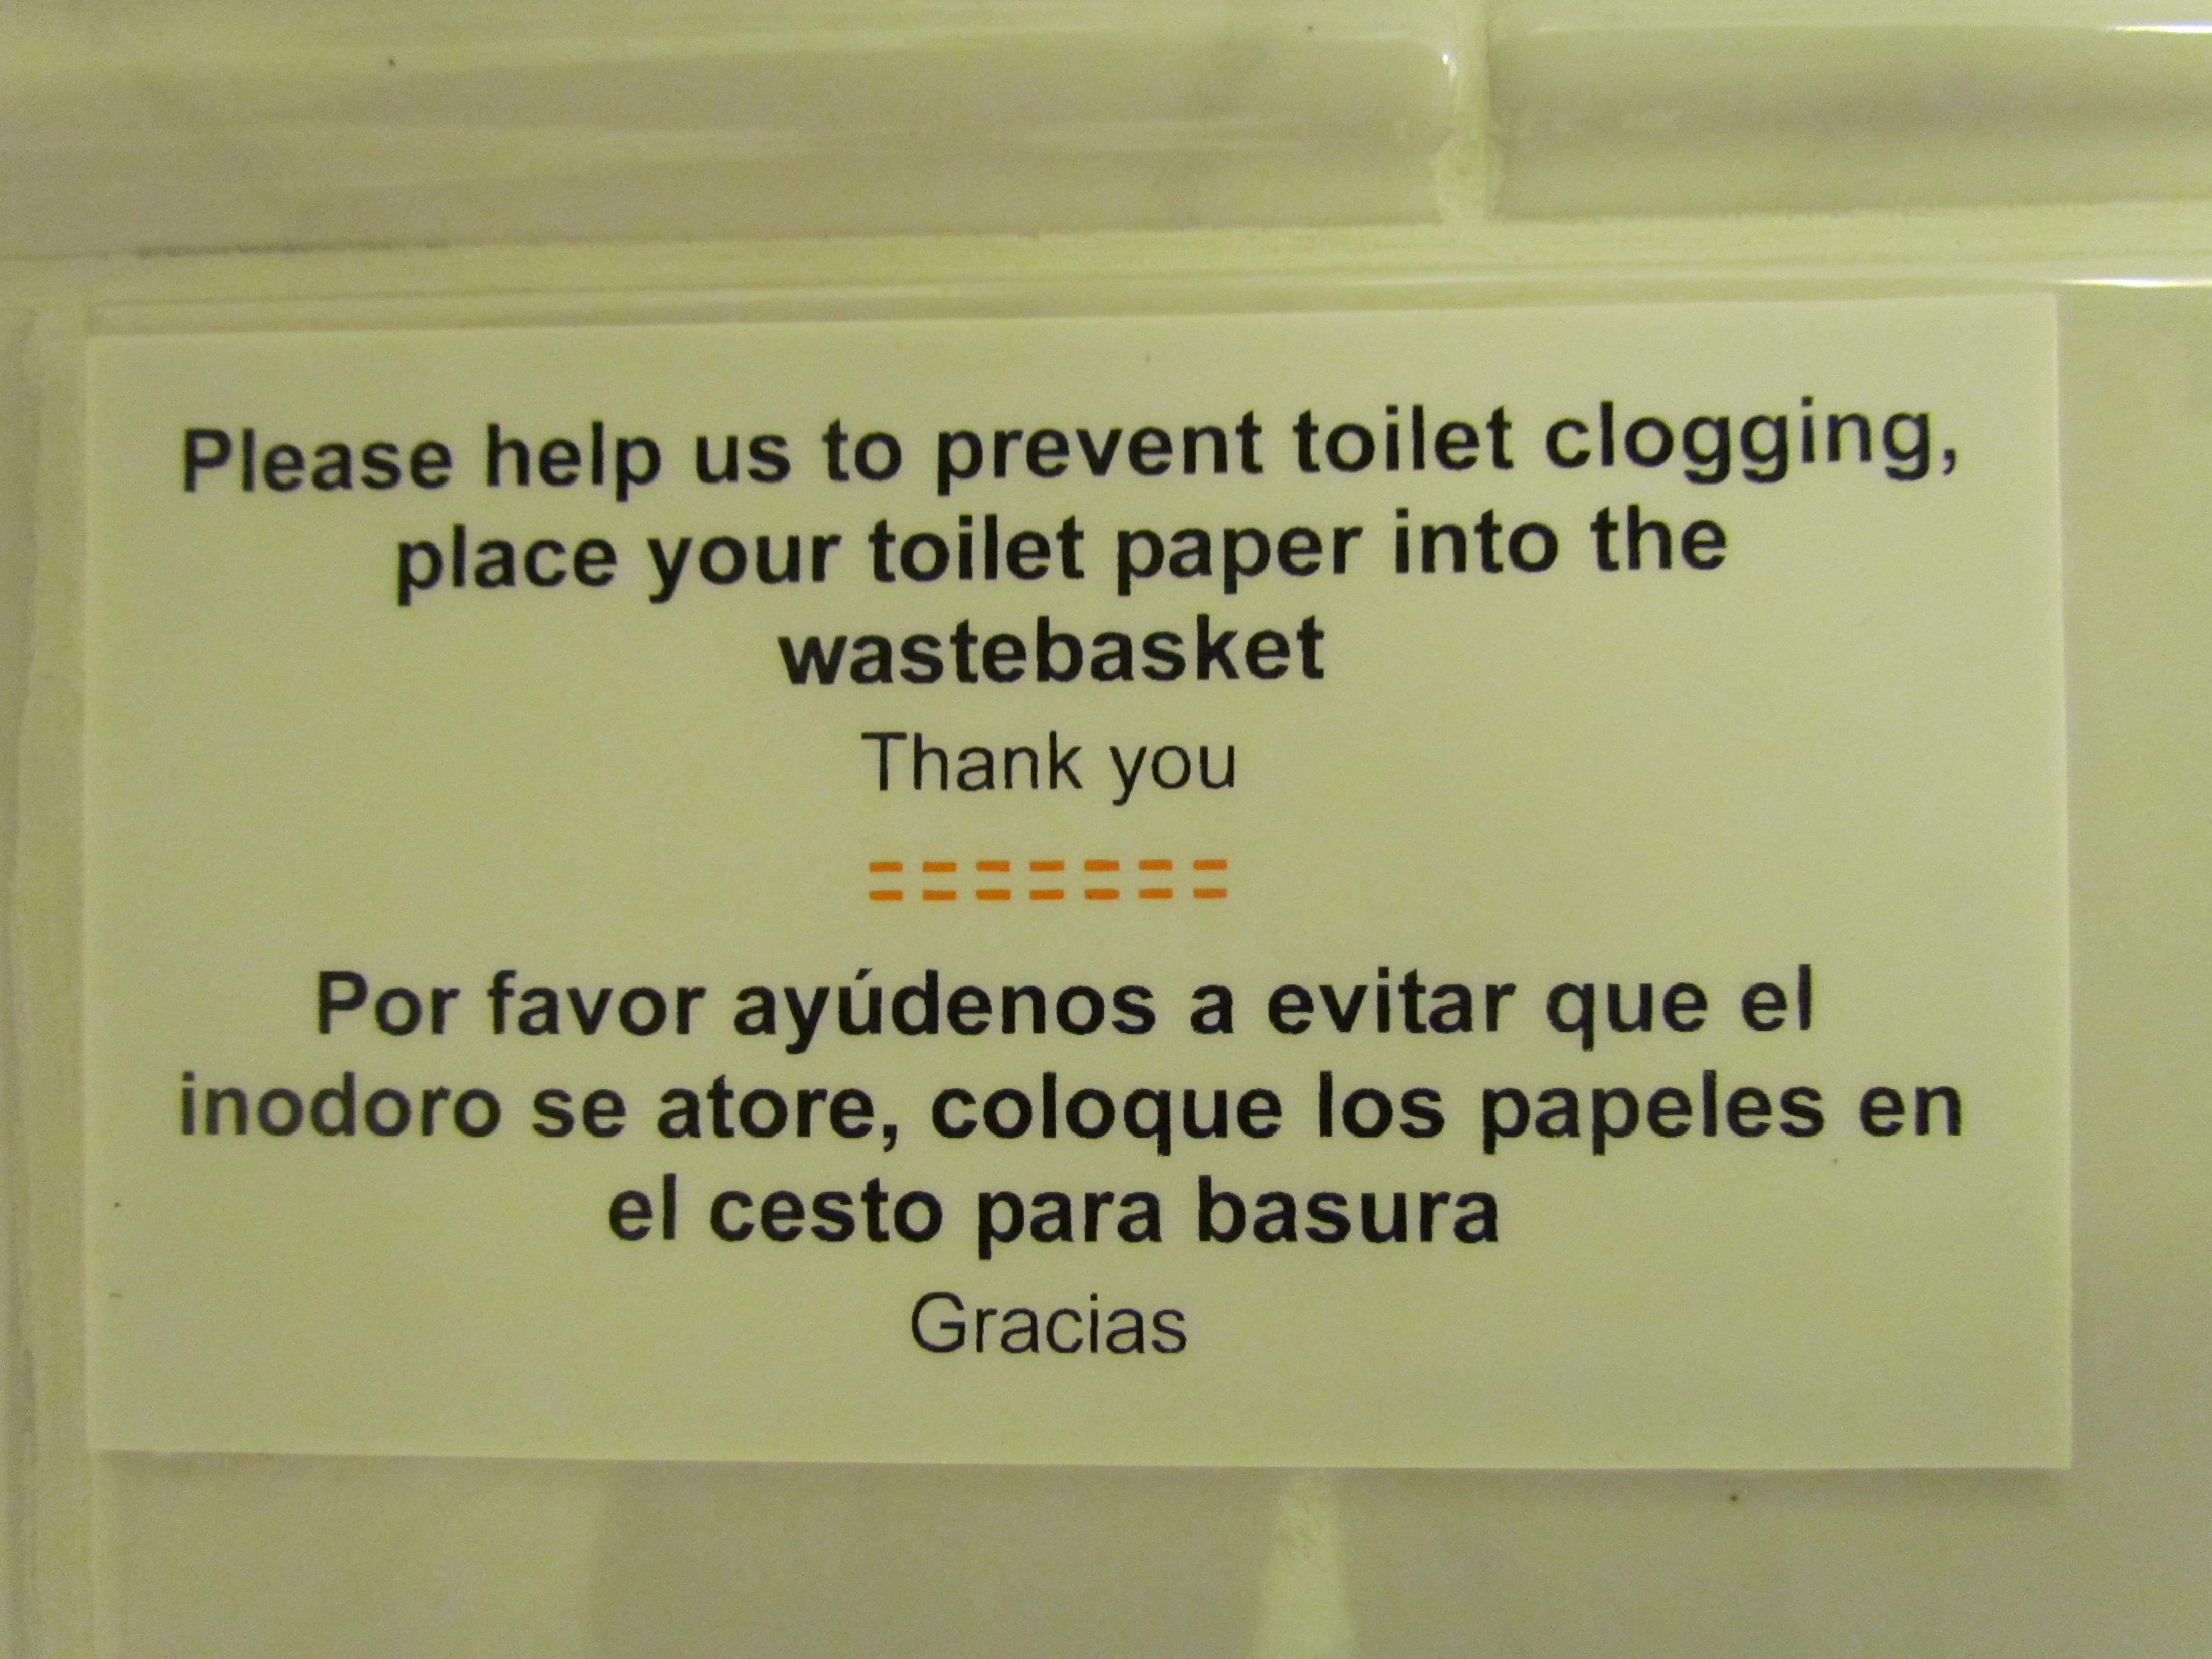 Please help us to prevent toilet clogging,
place your toilet paper into the
wastebasket
Thank you
=======
Por favor ayúdenos a evitar que el
inodoro se atore, coloque los papeles en
el cesto para basura
Gracias